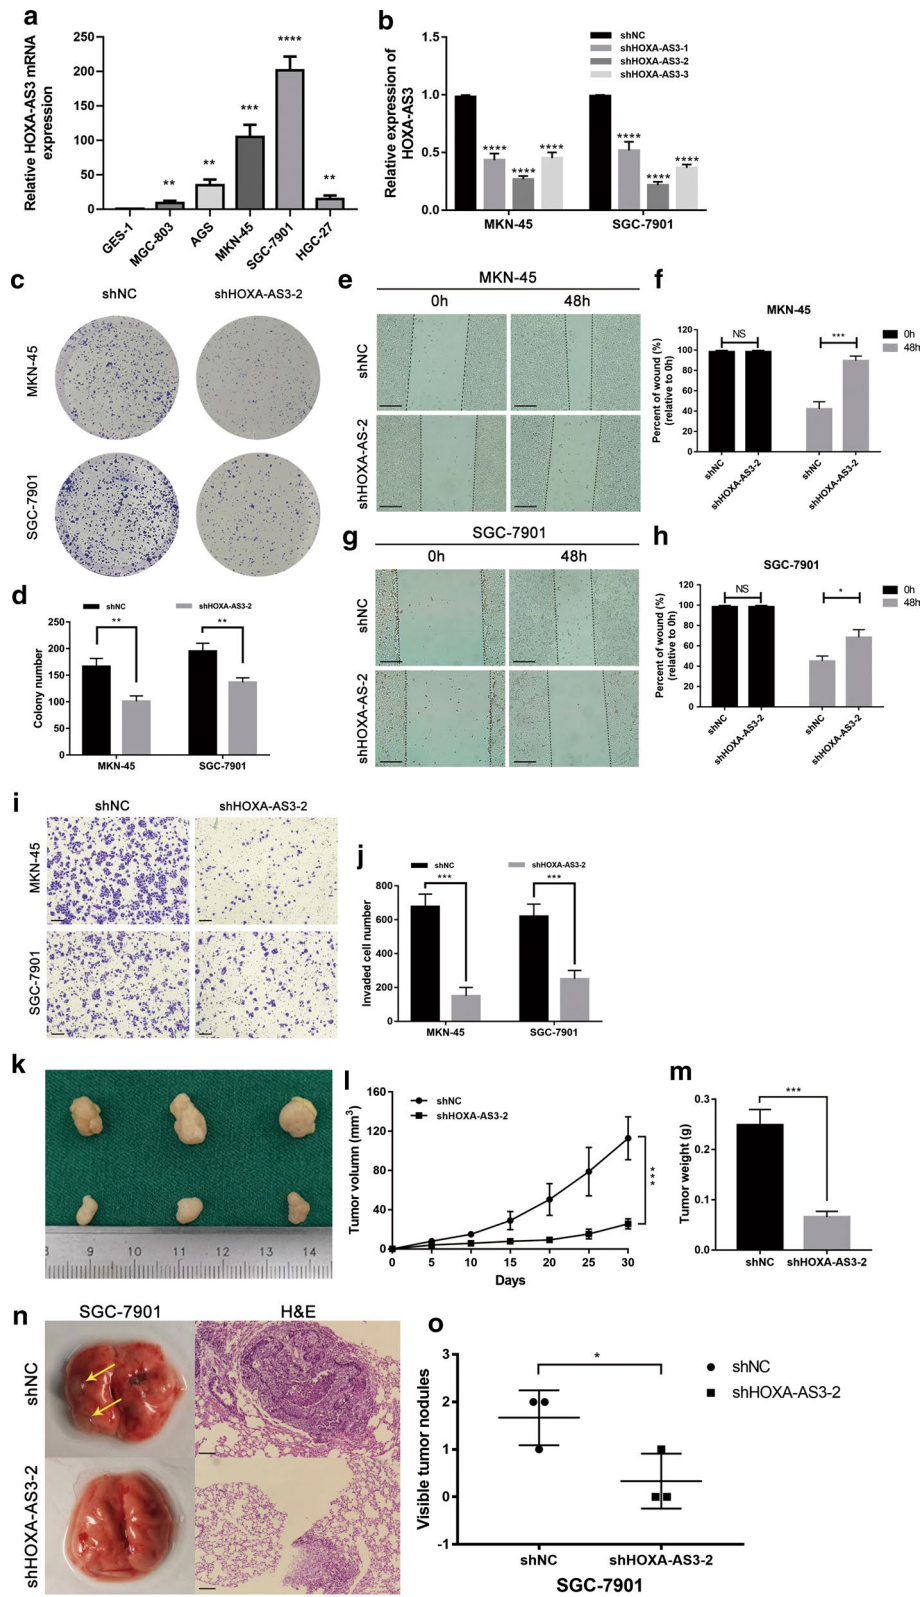 a
Relative HOXA-AS3 mRNA
expression
250
200
150
100
50
0
**
**
***
****
**
GES-1
MGC-803
AGS
MKN-45
SGC-7901
HGC-27
b
Relative expression of
HOXA-AS3
1.5
1.0
0.5
0.0
shNC
shHOXA-AS3-1
shHOXA-AS3-2
shHOXA-AS3-3
****
****
****
****
****
****
MKN-45
SGC-7901
c
shNC
shHOXA-AS3-2
MKN-45
SGC-7901
d
shNC
shHOXA-AS3-2
Colony number
250
200
150
100
50
0
**
**
MKN-45
SGC-7901
e
MKN-45
0h
48h
shNC
shHOXA-AS-2
f
MKN-45
Percent of wound (%)
(relative to 0h)
120
100
80
60
40
20
0
NS
***
0h
48h
shNC
shHOXA-AS3-2
shNC
shHOXA-AS3-2
g
SGC-7901
0h
48h
shNC
shHOXA-AS-2
h
SGC-7901
Percent of wound (%)
(relative to 0h)
120
100
80
60
40
20
0
NS
*
0h
48h
shNC
shHOXA-AS3-2
shNC
shHOXA-AS3-2
i
shNC
shHOXA-AS3-2
MKN-45
SGC-7901
j
shNC
shHOXA-AS3-2
Invaded cell number
800
600
400
200
0
***
***
MKN-45
SGC-7901
k
8 9 10 11 12 13 14
l
Tumor volumn (mm3)
160
120
80
40
0
shNC
shHOXA-AS3-2
***
0 5 10 15 20 25 30
Days
m
Tumor weight (g)
0.3
0.2
0.1
0.0
***
shNC
shHOXA-AS3-2
n
SGC-7901
H&E
shNC
shHOXA-AS3-2
o
Visible tumor nodules
3
2
1
0
-1
*
shNC
shHOXA-AS3-2
shNC
shHOXA-AS3-2
SGC-7901